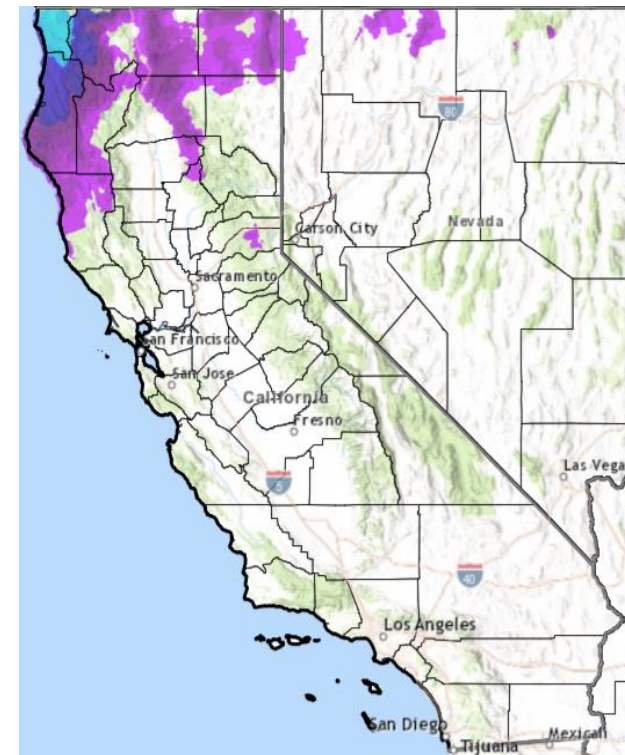 80
Nevada
Carson City
Sacramento
San Francisco
San Jose
California
Fresno
5
Las Vega
40
Los Angeles
San Diego
Mexicali
Tijuana